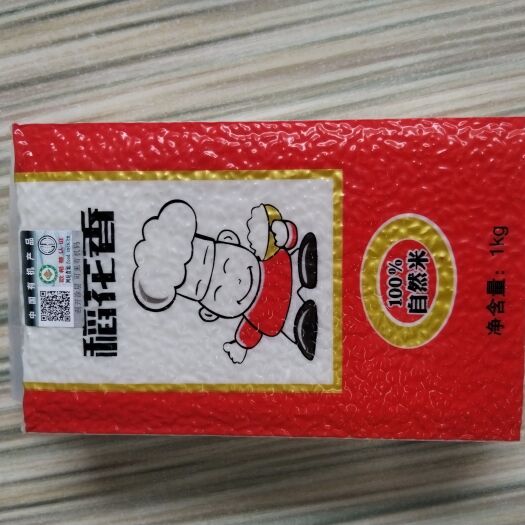 中国有机产品
稻花香
100%
自然米
净含量：1kg